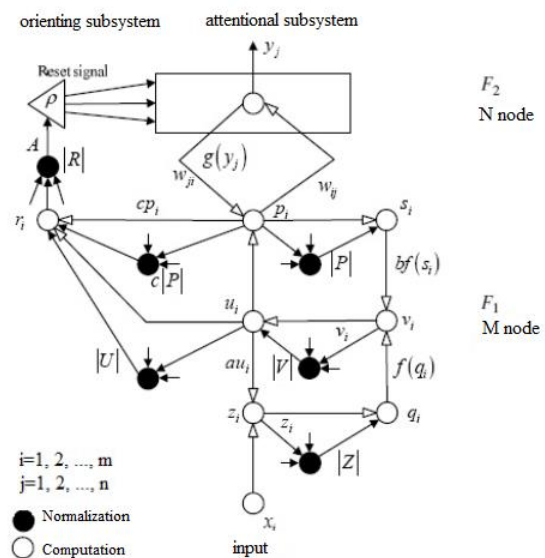 orienting subsystem
attentional subsystem
y_j
Reset signal
ρ
F_2
N node
A
|R|
g(y_j)
w_ji
w_ij
r_i
cp_i
p_i
s_i
c|P|
|P|
bf(s_i)
u_i
F_1
v_i
v_i
M node
|U|
au_i
|V|
f(q_i)
z_i
z_i
q_i
|Z|
i=1, 2, ..., m
j=1, 2, ..., n
Normalization
Computation
x_i
input